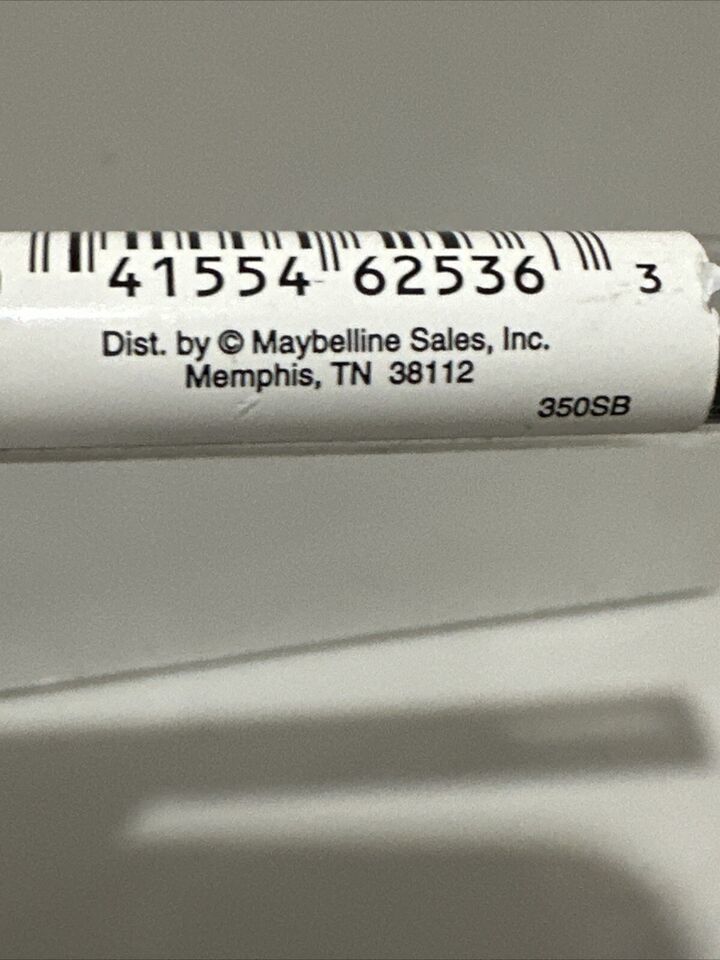 41554 62536 3
Dist. by © Maybelline Sales, Inc.
Memphis, TN 38112
350SB